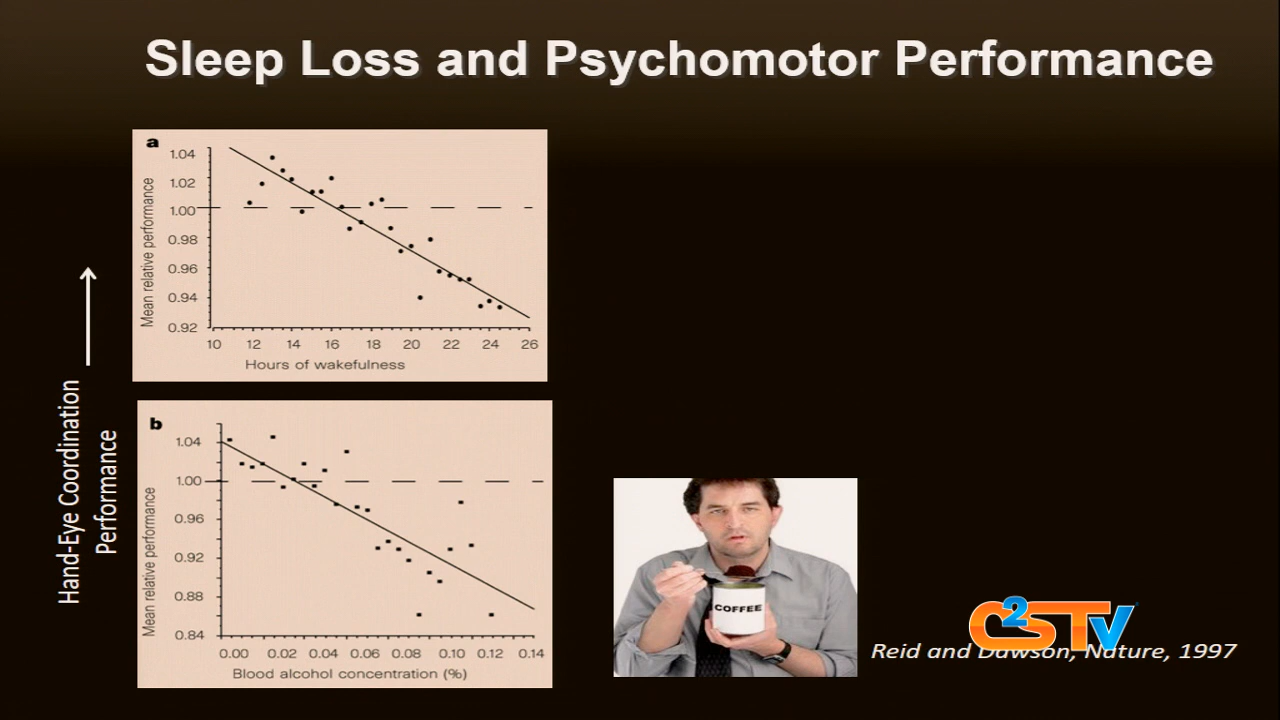 Sleep Loss and Psychomotor Performance
a
1.04
1.02
1.00
0.98
0.96
0.94
0.92
Mean relative performance
10 12 14 16 18 20 22 24 26
Hours of wakefulness
Hand-Eye Coordination
Performance
b
1.04
1.00
0.96
0.92
0.88
0.84
Mean relative performance
0.00 0.02 0.04 0.06 0.08 0.10 0.12 0.14
Blood alcohol concentration (%)
COFFEE
C2STV
Reid and Dawson, Nature, 1997